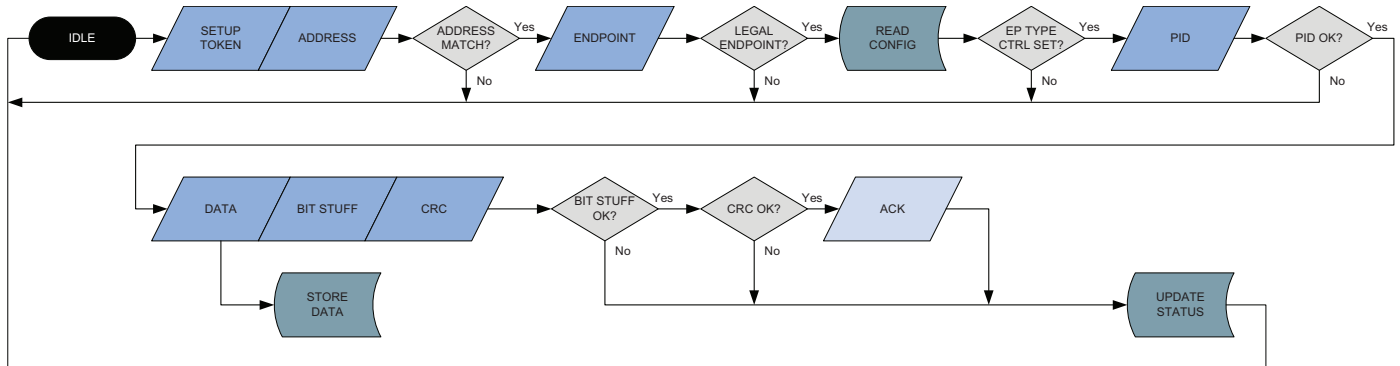 IDLE
SETUP
TOKEN
ADDRESS
ADDRESS
MATCH?
Yes
No
ENDPOINT
LEGAL
ENDPOINT?
Yes
No
READ
CONFIG
EP TYPE
CTRL SET?
Yes
No
PID
PID OK?
Yes
No
DATA
BIT STUFF
CRC
BIT STUFF
OK?
Yes
No
CRC OK?
Yes
No
ACK
STORE
DATA
UPDATE
STATUS